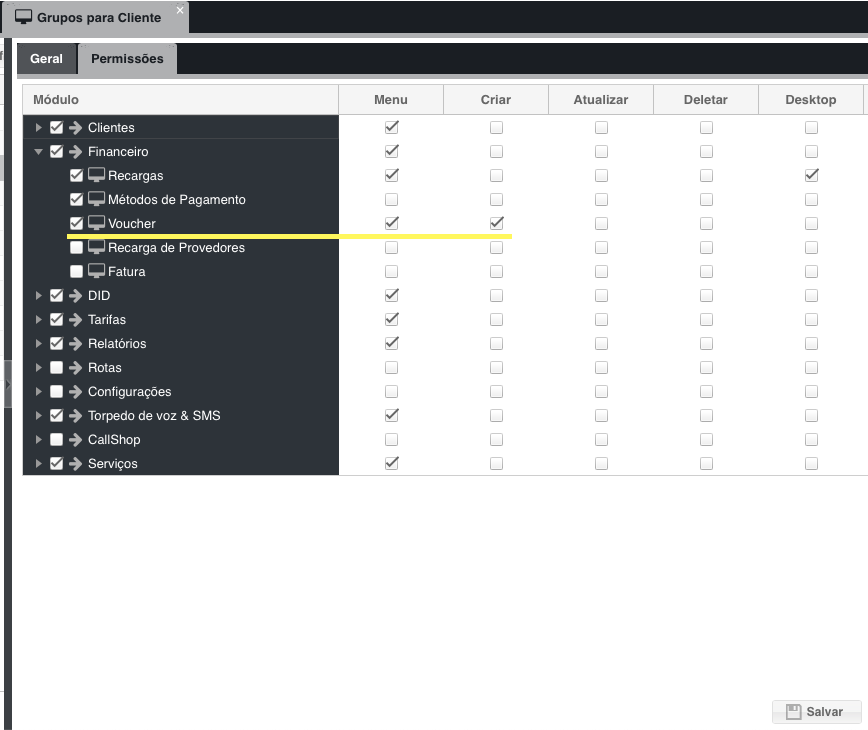 Grupos para Cliente
Geral Permissões
Módulo Menu Criar Atualizar Deletar Desktop
Clientes
Financeiro
Recargas
Métodos de Pagamento
Voucher
Recarga de Provedores
Fatura
DID
Tarifas
Relatórios
Rotas
Configurações
Torpedo de voz & SMS
CallShop
Serviços
Salvar